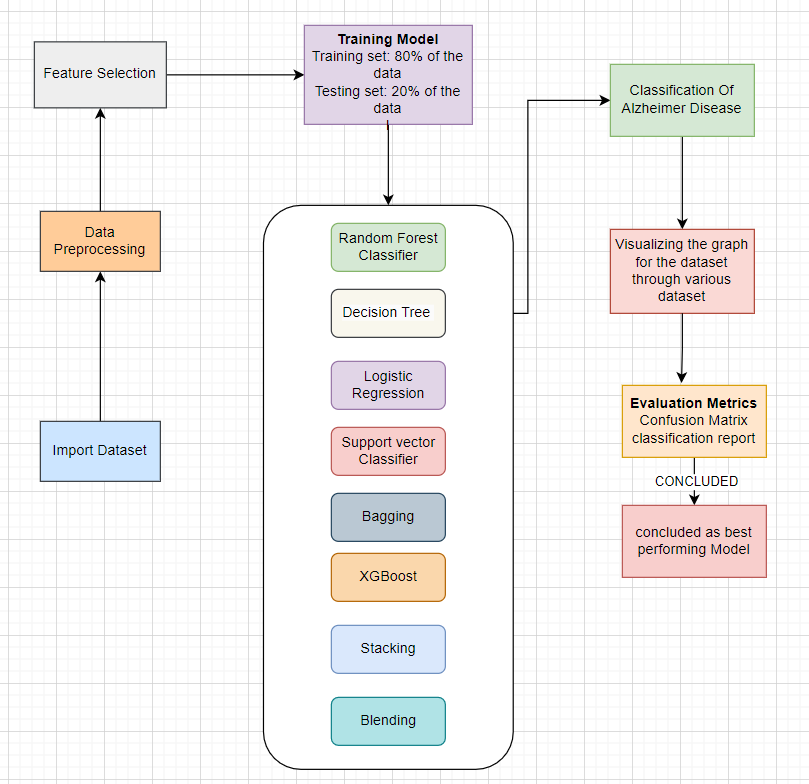 Import Dataset
Data
Preprocessing
Feature Selection
Training Model
Training set: 80% of the
data
Testing set: 20% of the
data
Random Forest
Classifier
Decision Tree
Logistic
Regression
Support vector
Classifier
Bagging
XGBoost
Stacking
Blending
Classification Of
Alzheimer Disease
Visualizing the graph
for the dataset
through various
dataset
Evaluation Metrics
Confusion Matrix
classification report
CONCLUDED
concluded as best
performing Model